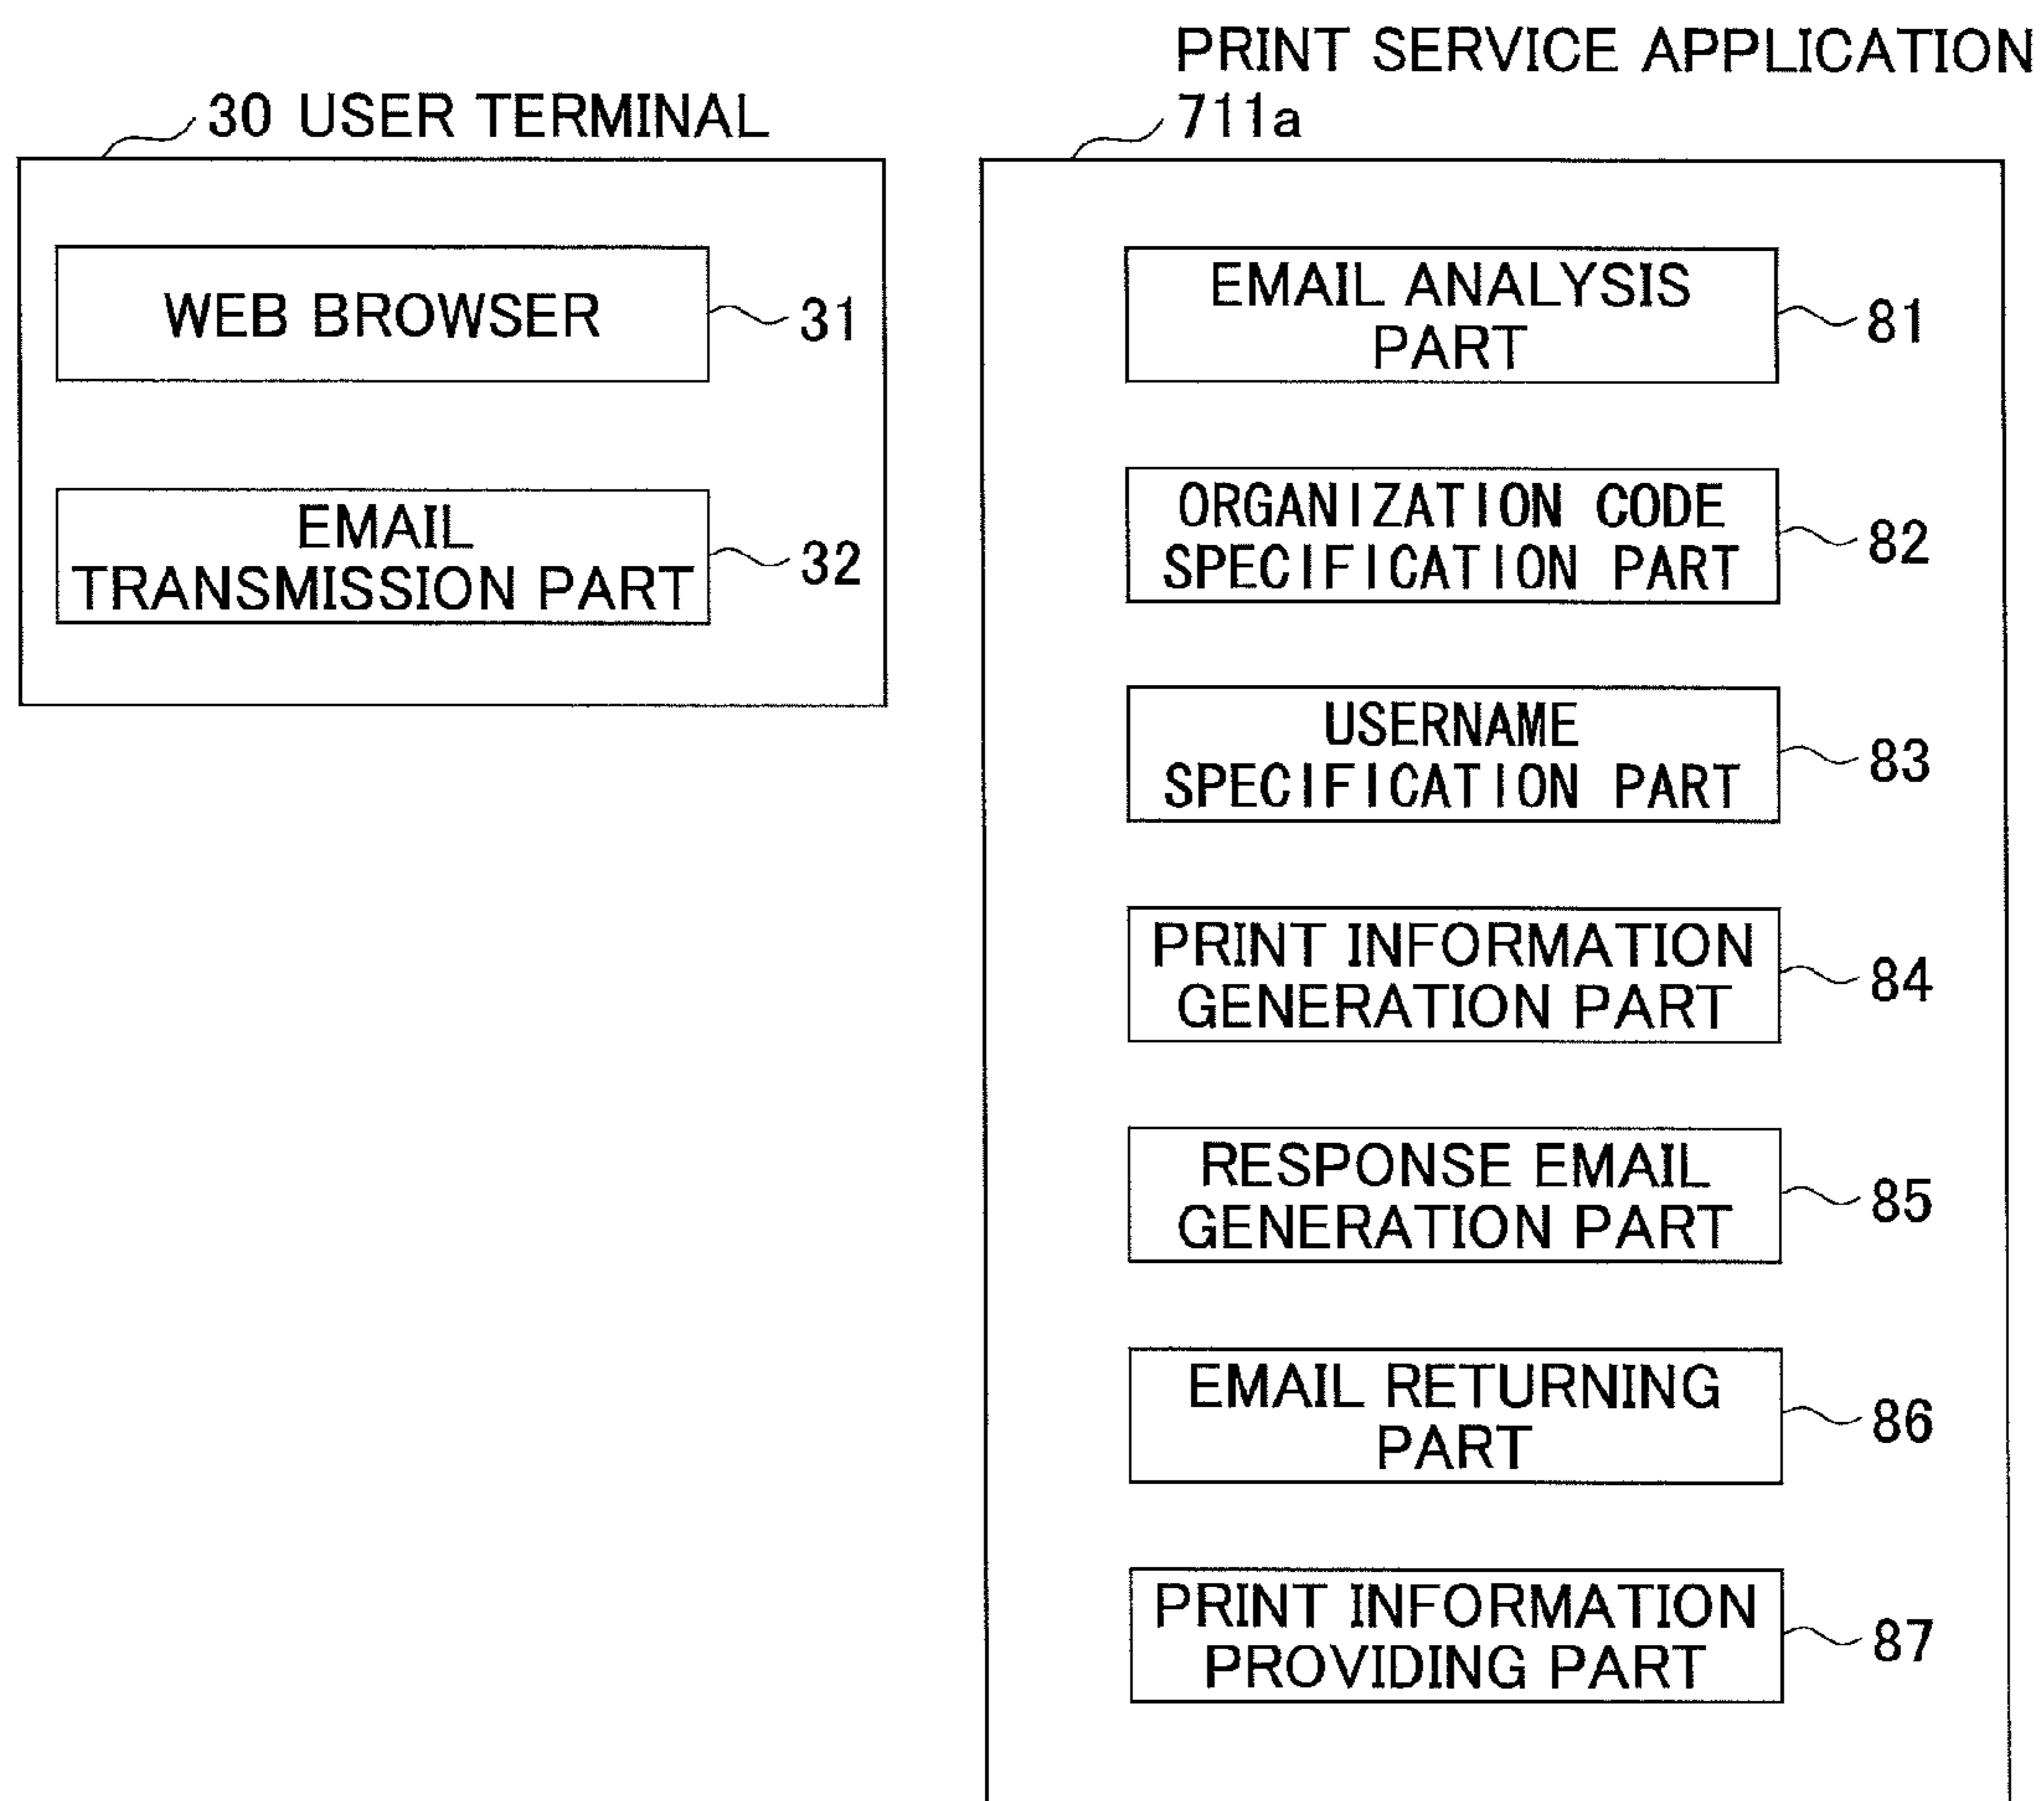 30 USER TERMINAL
WEB BROWSER
31
EMAIL
TRANSMISSION PART
32
PRINT SERVICE APPLICATION
711a
EMAIL ANALYSIS
PART
81
ORGANIZATION CODE
SPECIFICATION PART
82
USERNAME
SPECIFICATION PART
83
PRINT INFORMATION
GENERATION PART
84
RESPONSE EMAIL
GENERATION PART
85
EMAIL RETURNING
PART
86
PRINT INFORMATION
PROVIDING PART
87